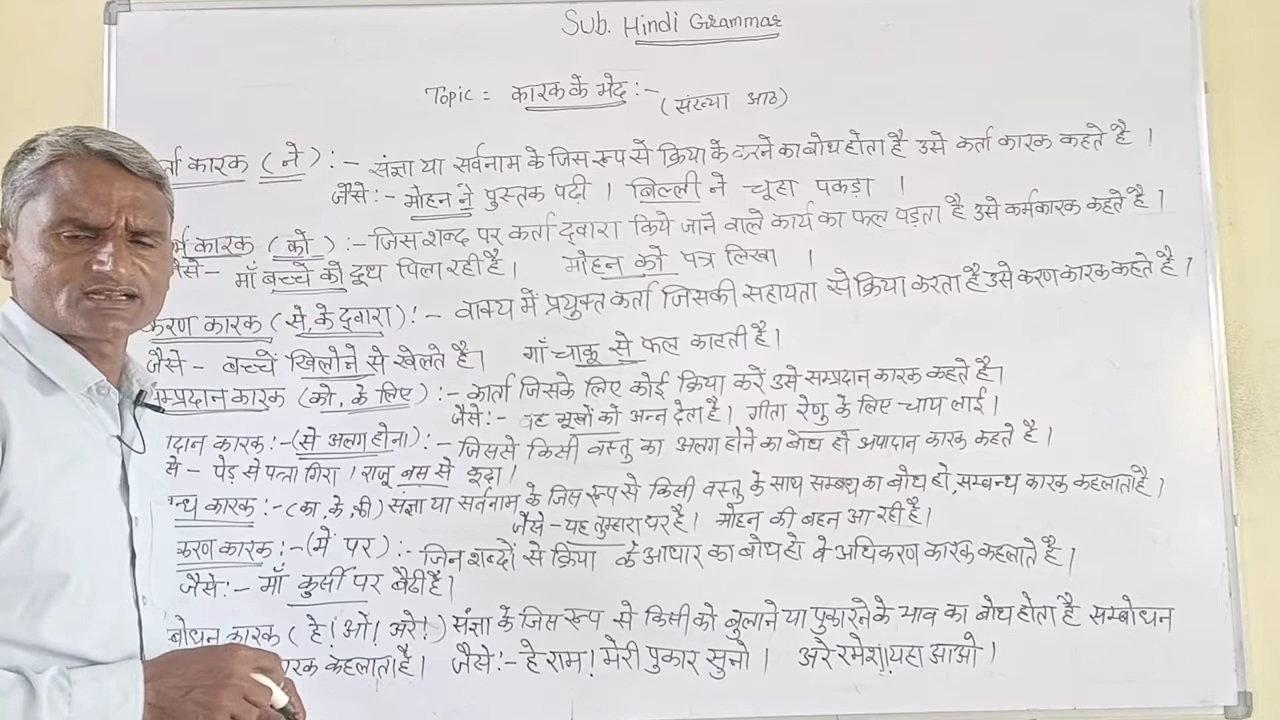 Sub. Hindi Grammar
Topic = कारक के भेद :- (संख्या आठ)
र्ता कारक (ने) :- संज्ञा या सर्वनाम के जिस रूप से क्रिया के करने का बोध होता है उसे कर्ता कारक कहते है ।
जैसे :- मोहन ने पुस्तक पढी । बिल्ली ने चूहा पकड़ा ।
र्म कारक (को) :- जिस शब्द पर कर्ता द्वारा किये जाने वाले कार्य का फल पड़ता है उसे कर्मकारक कहते है ।
जैसे - माँ बच्चे को दूध पिला रही है । मोहन को पत्र लिखा ।
करण कारक (से, के द्वारा) :- वाक्य में प्रयुक्त कर्ता जिसकी सहायता से क्रिया करता है उसे करण कारक कहते है ।
जैसे - बच्चें खिलोने से खेलते है । माँ चाकू से फल काटती है ।
सम्प्रदान कारक (को, के लिए) :- कर्ता जिसके लिए कोई क्रिया करें उसे सम्प्रदान कारक कहते है ।
जैसे :- वह भूखों को अन्न देता है । गीता रेणु के लिए चाय लाई ।
दान कारक :- (से अलग होना) :- जिससे किसी वस्तु का अलग होने का बोध हो अपादान कारक कहते है ।
से - पेड़ से पत्ता गिरा । राजू बस से कूदा ।
न्ध कारक :- (का, के, की) संज्ञा या सर्वनाम के जिस रूप से किसी वस्तु के साथ सम्बन्ध का बोध हो, सम्बन्ध कारक कहलाता है ।
जैसे - यह तुम्हारा घर है । मोहन की बहन आ रही है ।
करण कारक :- (में पर) :- जिन शब्दों से क्रिया के आधार का बोध हो वे अधिकरण कारक कहलाते है ।
जैसे :- माँ कुर्सी पर बैठी है ।
बोधन कारक (हे ! ओ ! अरे !) संज्ञा के जिस रूप से किसी को बुलाने या पुकारने के भाव का बोध होता है सम्बोधन
कारक कहलाता है । जैसे :- हे राम ! मेरी पुकार सुनो । अरे रमेश ! यहा आओ ।